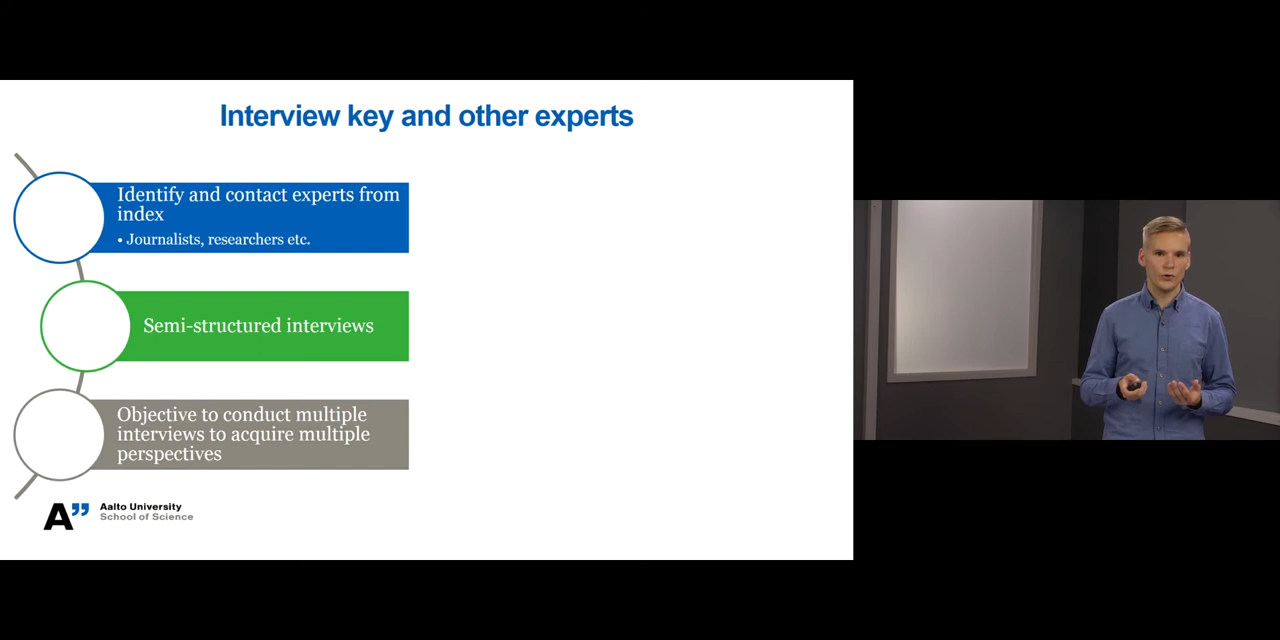 Interview key and other experts
Identify and contact experts from
index
• Journalists, researchers etc.
Semi-structured interviews
Objective to conduct multiple
interviews to acquire multiple
perspectives
A”
Aalto University
School of Science